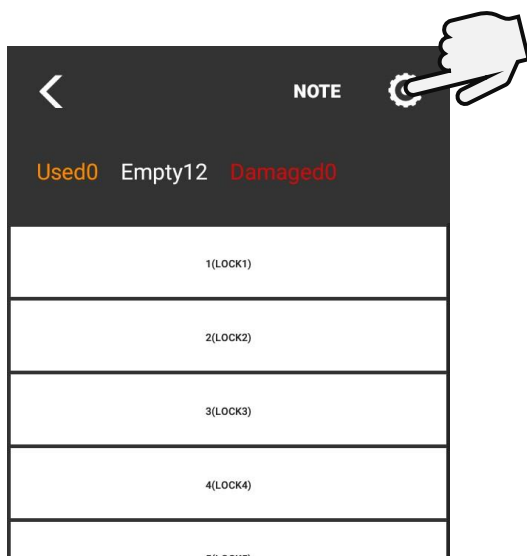 NOTE
Used0 Empty12 Damaged0
1(LOCK1)
2(LOCK2)
3(LOCK3)
4(LOCK4)